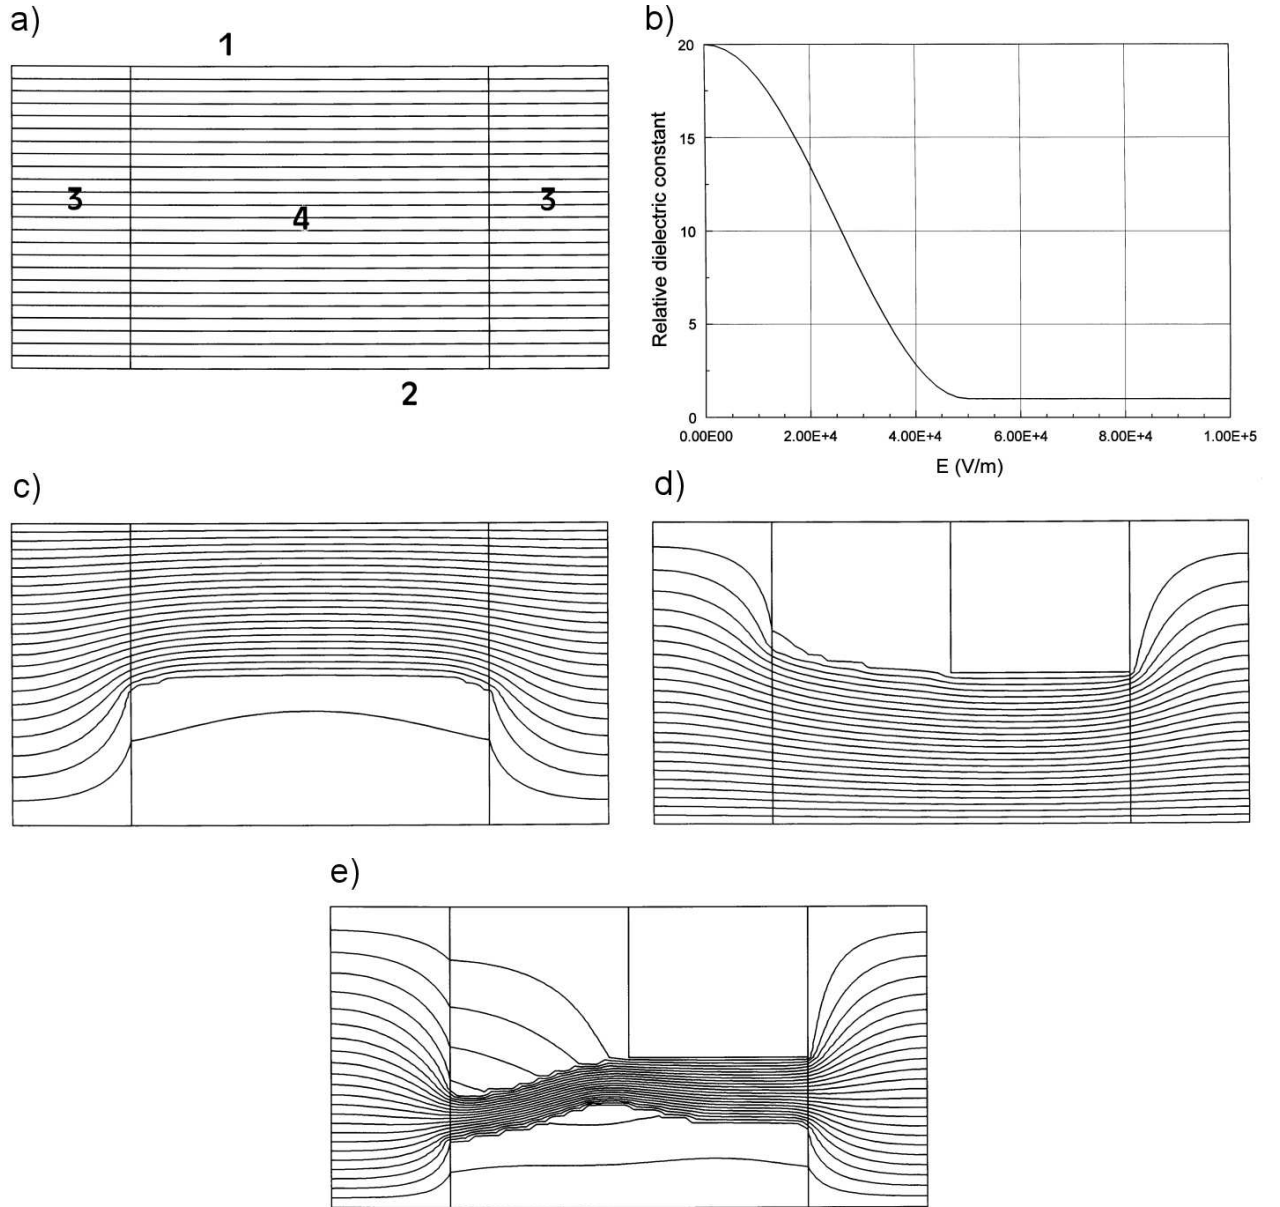 a)
1
3
4
3
2
b)
20
15
10
5
0
Relative dielectric constant
0.00E00
2.00E+4
4.00E+4
6.00E+4
8.00E+4
1.00E+5
E (V/m)
c)
d)
e)